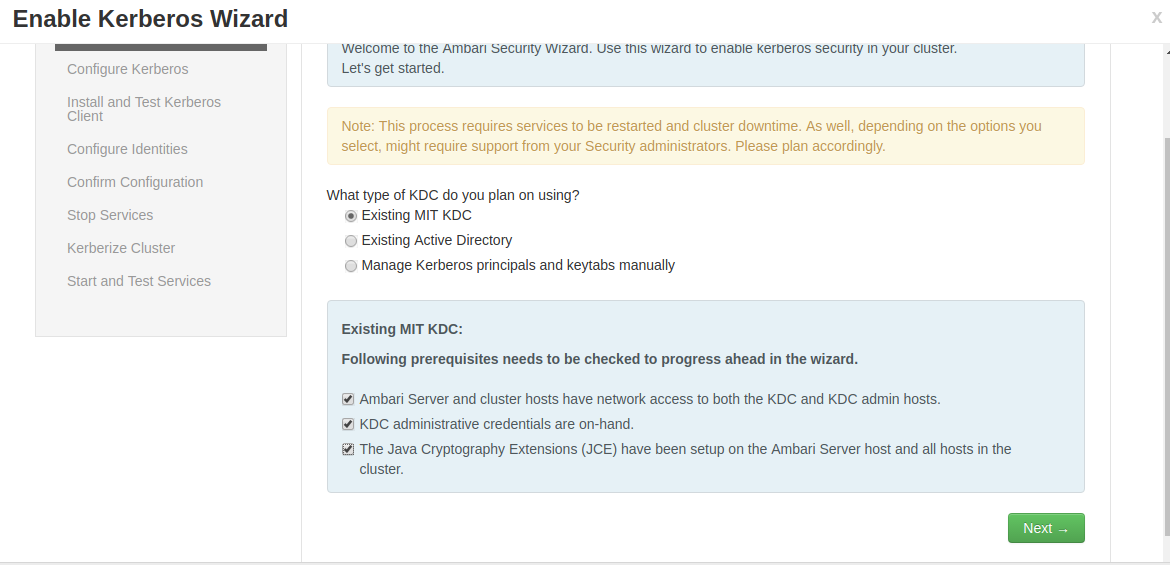 Enable Kerberos Wizard
X
Configure Kerberos
Install and Test Kerberos
Client
Configure Identities
Confirm Configuration
Stop Services
Kerberize Cluster
Start and Test Services
Welcome to the Ambari Security Wizard. Use this wizard to enable kerberos security in your cluster.
Let's get started.
Note: This process requires services to be restarted and cluster downtime. As well, depending on the options you
select, might require support from your Security administrators. Please plan accordingly.
What type of KDC do you plan on using?
Existing MIT KDC
Existing Active Directory
Manage Kerberos principals and keytabs manually
Existing MIT KDC:
Following prerequisites needs to be checked to progress ahead in the wizard.
Ambari Server and cluster hosts have network access to both the KDC and KDC admin hosts.
KDC administrative credentials are on-hand.
The Java Cryptography Extensions (JCE) have been setup on the Ambari Server host and all hosts in the
cluster.
Next →